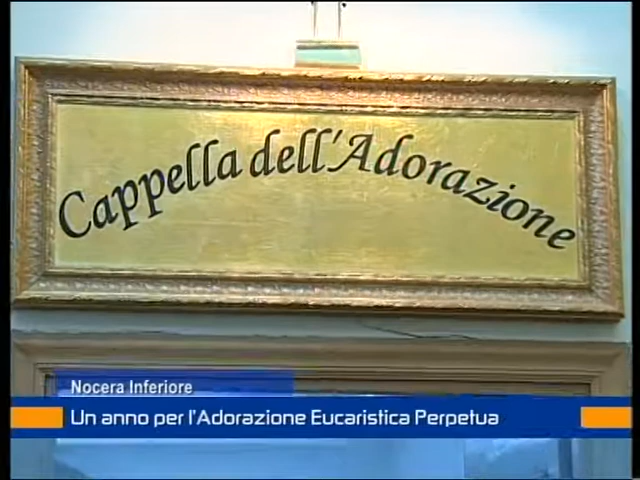 Cappella dell'Adorazione
Nocera Inferiore
Un anno per l'Adorazione Eucaristica Perpetua